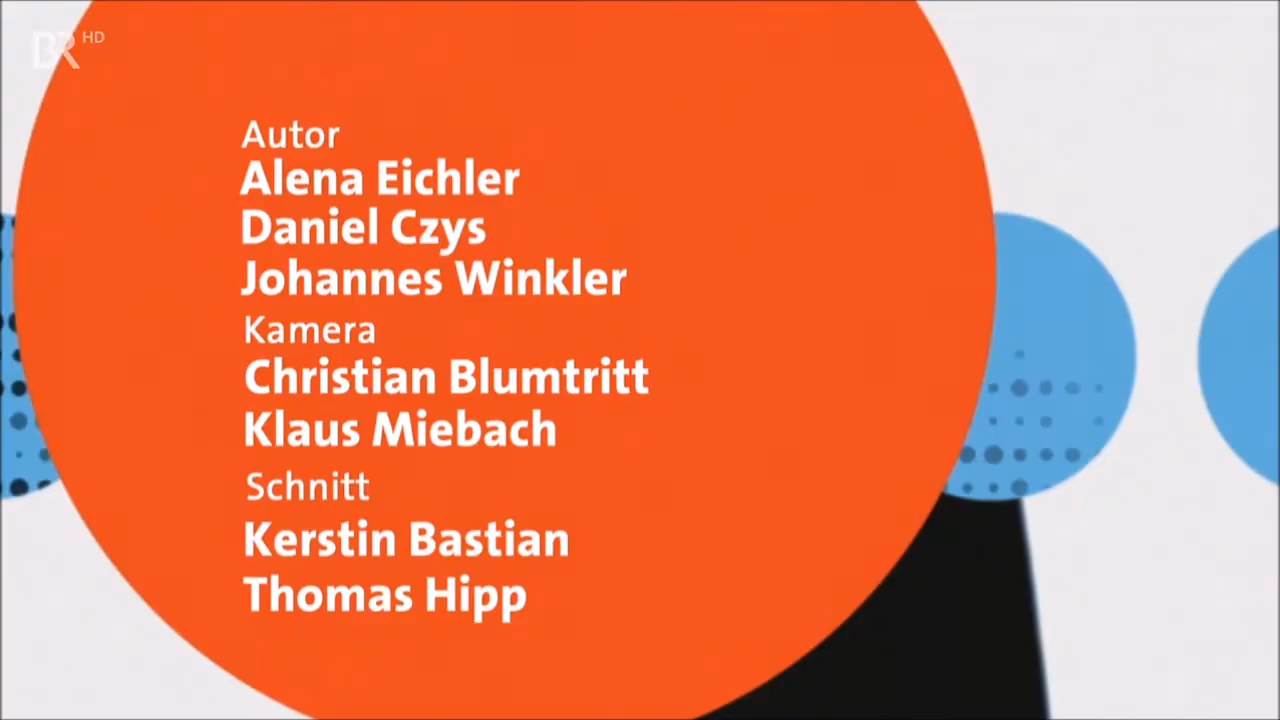 BR HD
Autor
Alena Eichler
Daniel Czys
Johannes Winkler
Kamera
Christian Blumtritt
Klaus Miebach
Schnitt
Kerstin Bastian
Thomas Hipp